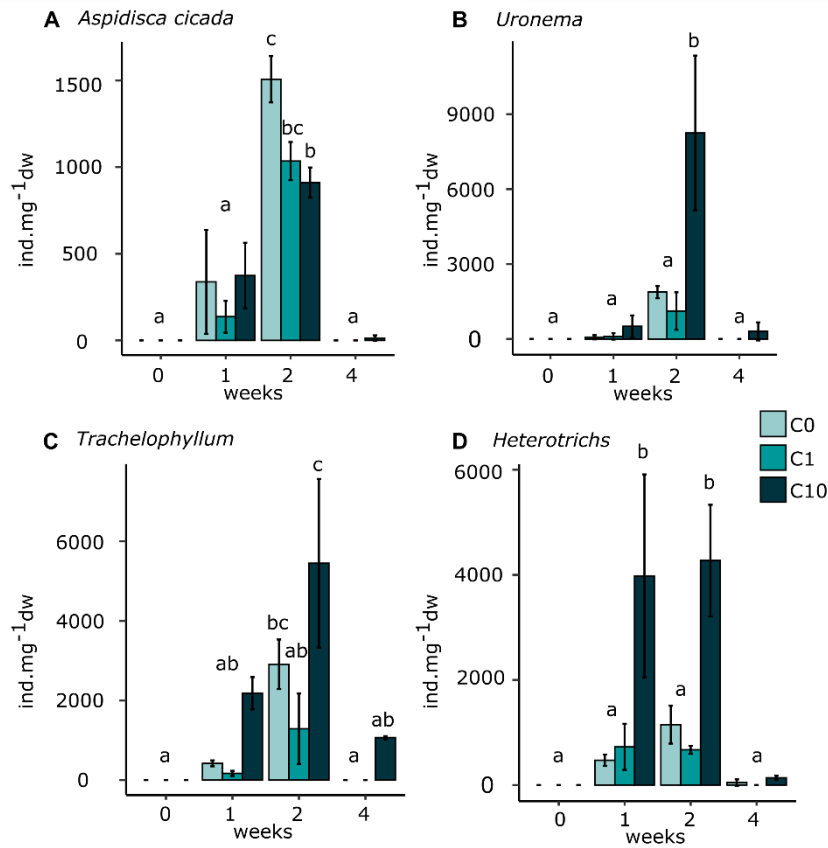 A Aspidisca cicada
1500
1000
500
0
ind.mg-1dw
a
a
c
bc
b
a
0 1 2 4
weeks
B Uronema
9000
6000
3000
0
ind.mg-1dw
a
a
a
b
a
0 1 2 4
weeks
C Trachelophyllum
6000
4000
2000
0
ind.mg-1dw
a
ab
bc
ab
c
a
ab
0 1 2 4
weeks
D Heterotrichs
6000
4000
2000
0
ind.mg-1dw
a
a
b
a
b
a
0 1 2 4
weeks
C0
C1
C10